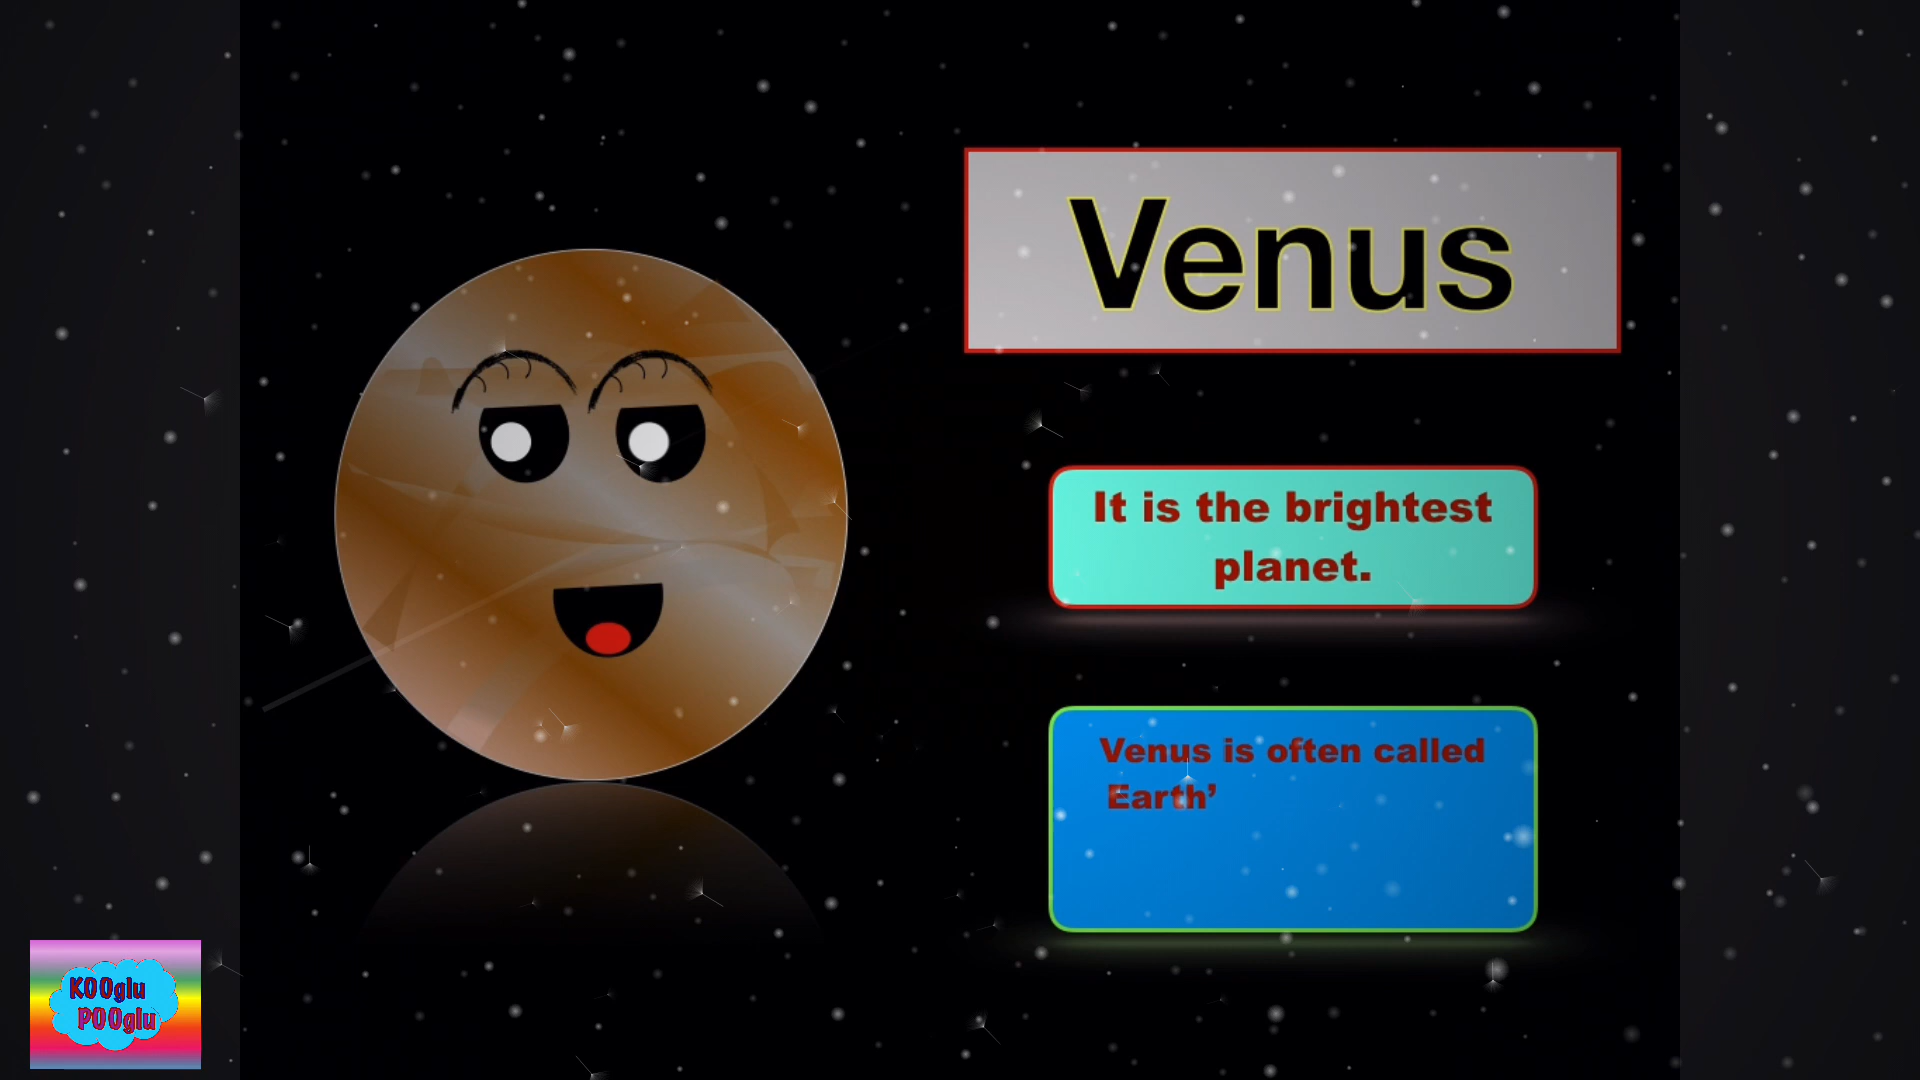 Venus
It is the brightest
planet.
Venus is often called
Earth’
KOOglu
POOglu